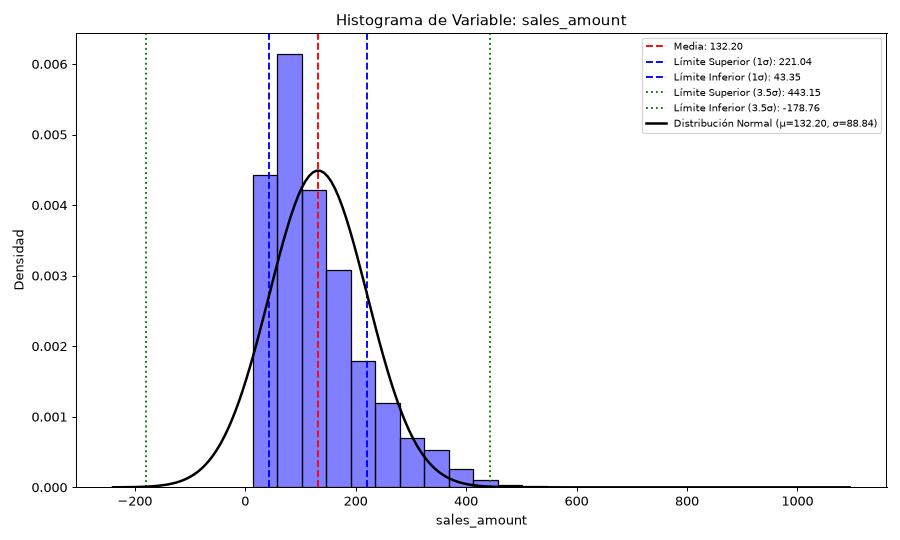 Histograma de Variable: sales_amount
Media: 132.20
Límite Superior (1σ): 221.04
Límite Inferior (1σ): 43.35
Límite Superior (3.5σ): 443.15
Límite Inferior (3.5σ): -178.76
Distribución Normal (μ=132.20, σ=88.84)
Densidad
0.006
0.005
0.004
0.003
0.002
0.001
0.000
−200 0 200 400 600 800 1000
sales_amount